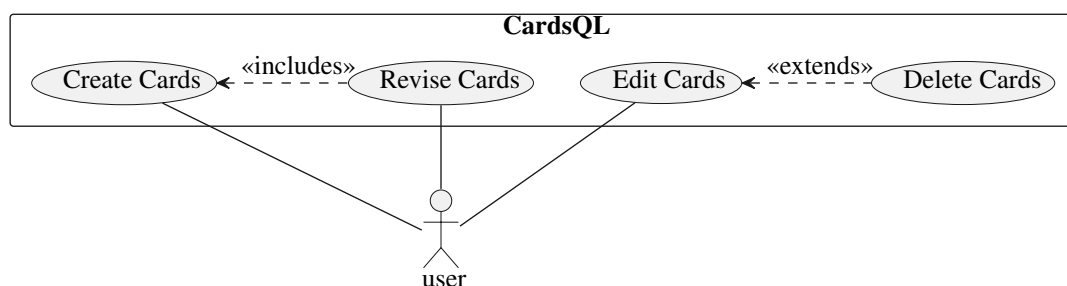 CardsQL
«includes»
«extends»
Create Cards
Revise Cards
Edit Cards
Delete Cards
user